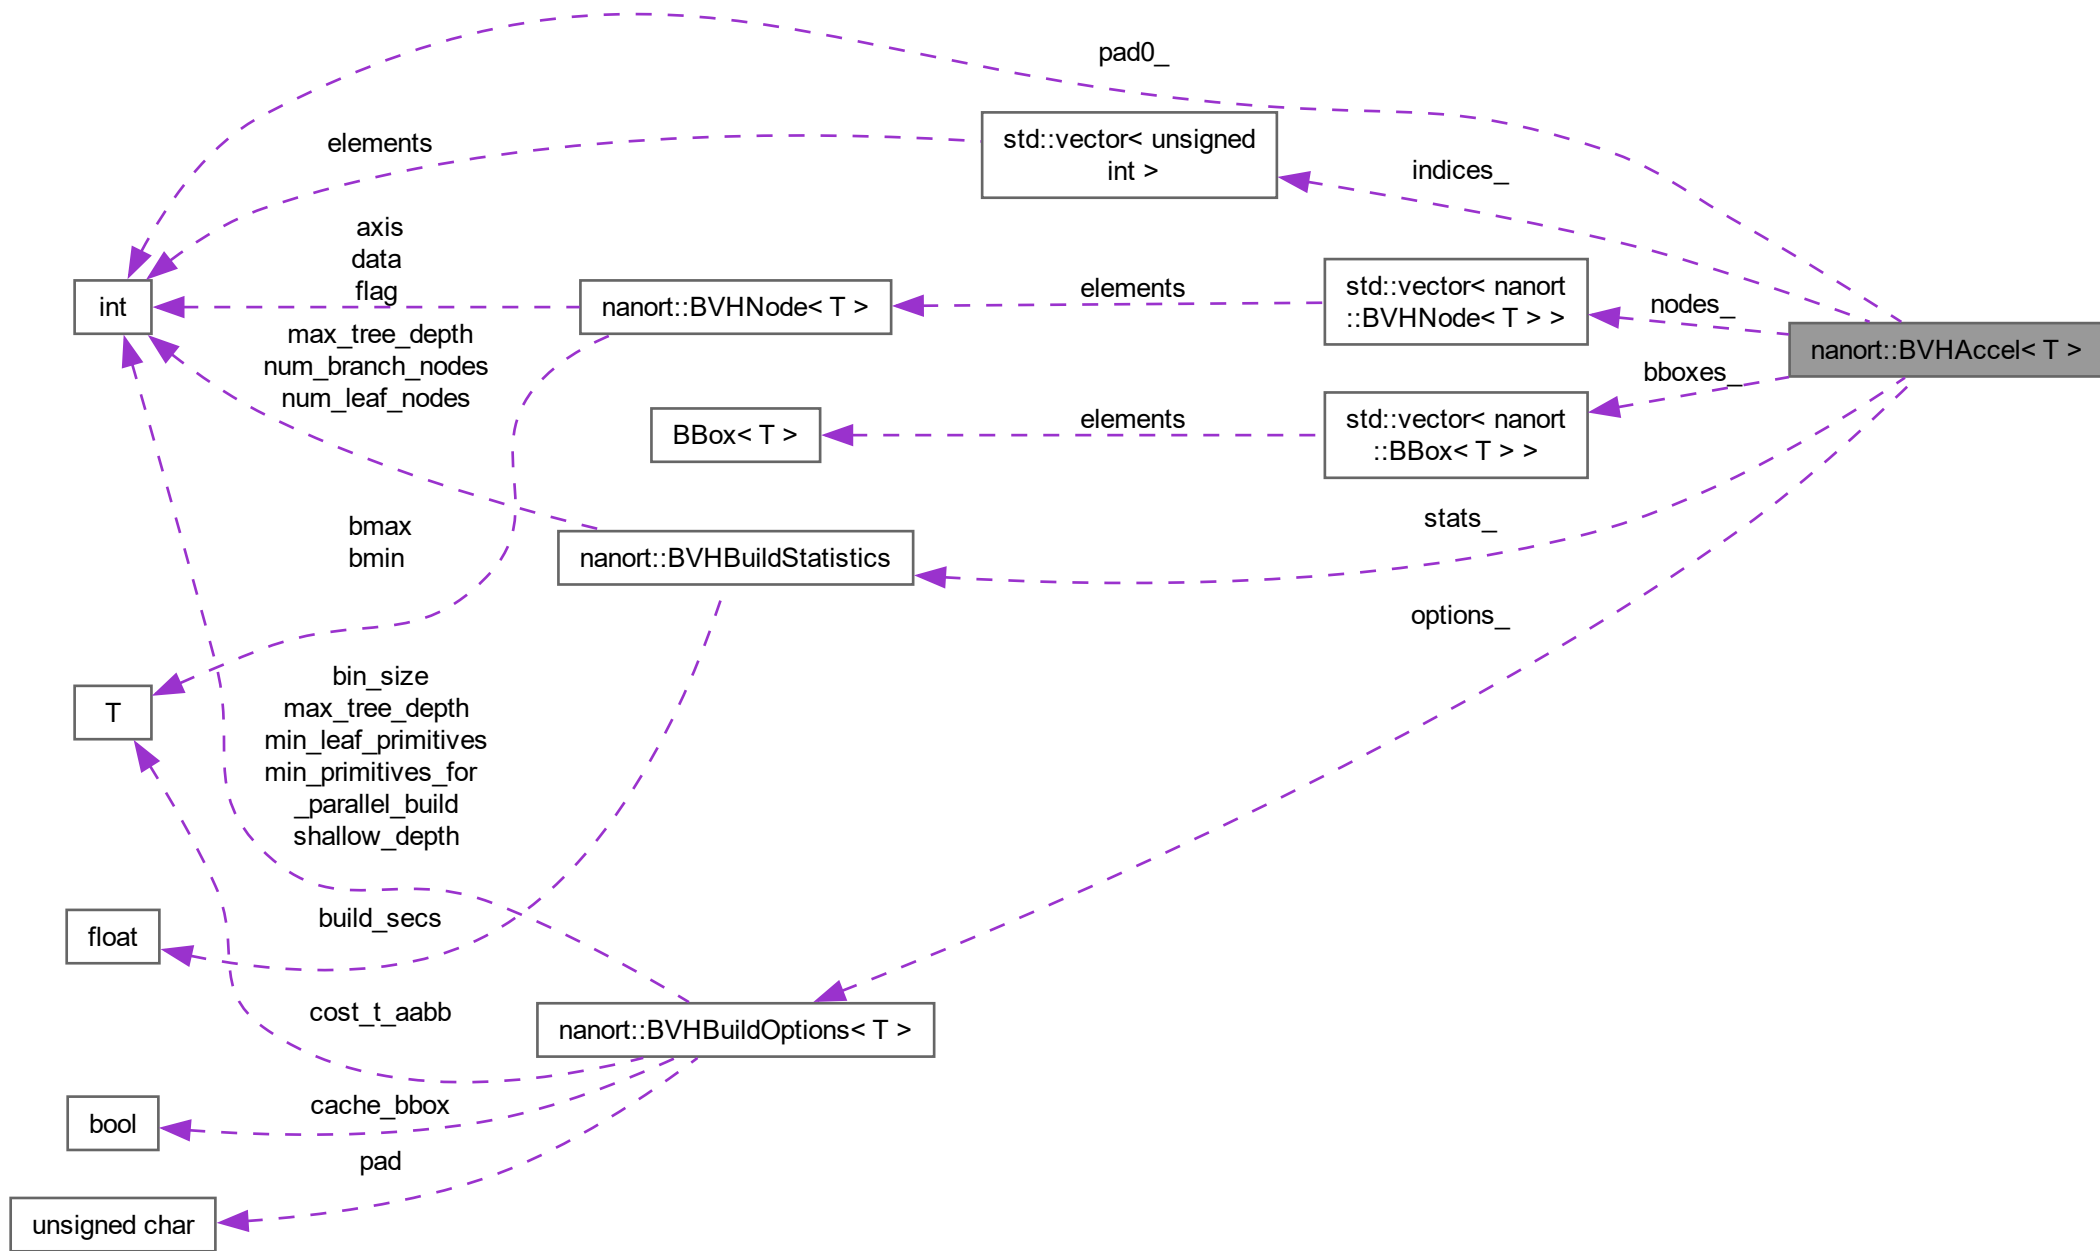 pad0_
std::vector< unsigned
int >
elements
indices_
axis
data
flag
int
nanort::BVHNode< T >
elements
std::vector< nanort
::BVHNode< T > >
nodes_
nanort::BVHAccel< T >
max_tree_depth
num_branch_nodes
num_leaf_nodes
bboxes_
BBox< T >
elements
std::vector< nanort
::BBox< T > >
stats_
bmax
bmin
nanort::BVHBuildStatistics
options_
T
bin_size
max_tree_depth
min_leaf_primitives
min_primitives_for
_parallel_build
shallow_depth
float
build_secs
cost_t_aabb
nanort::BVHBuildOptions< T >
bool
cache_bbox
pad
unsigned char